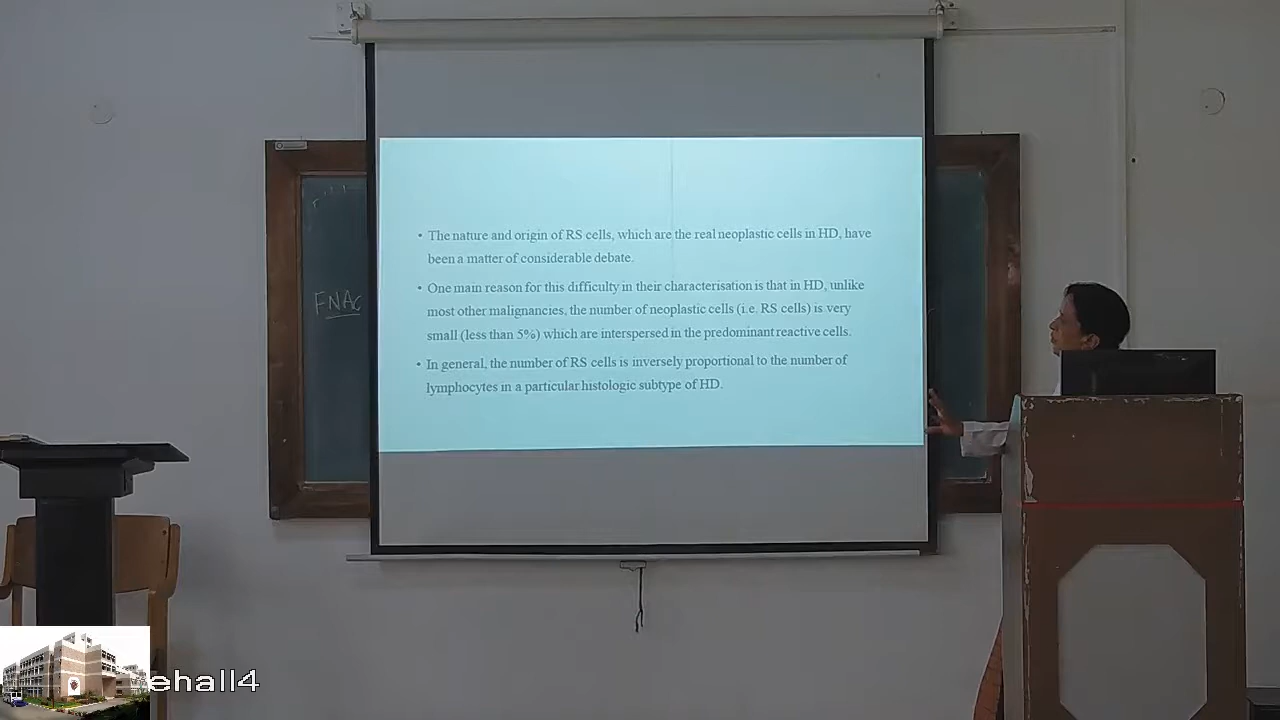 • The nature and origin of RS cells, which are the real neoplastic cells in HD, have
been a matter of considerable debate.
• One main reason for this difficulty in their characterisation is that in HD, unlike
most other malignancies, the number of neoplastic cells (i.e. RS cells) is very
small (less than 5%) which are interspersed in the predominant reactive cells.
• In general, the number of RS cells is inversely proportional to the number of
lymphocytes in a particular histologic subtype of HD.
FNAC
ehall4